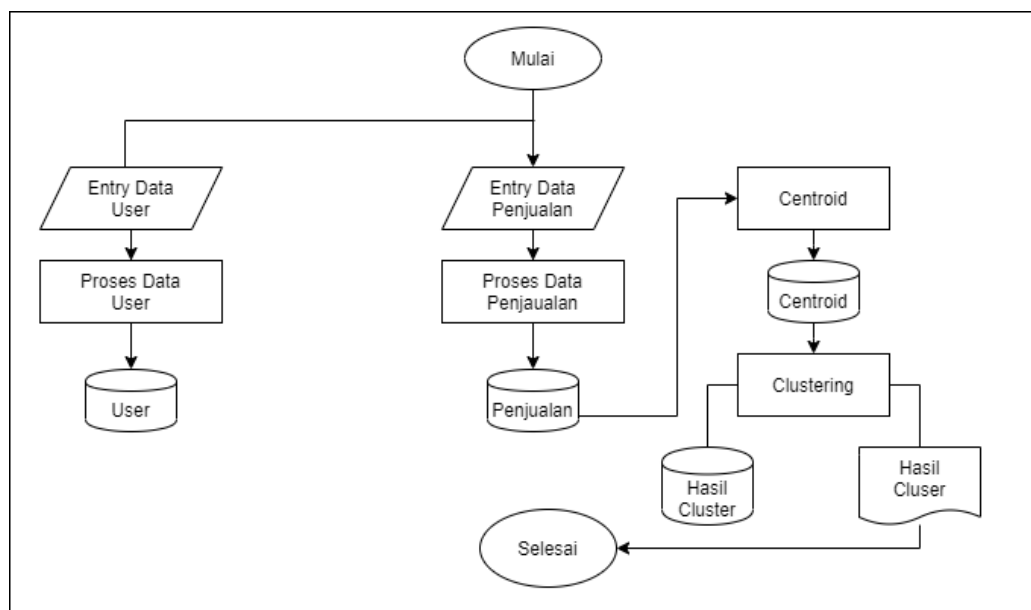 Mulai
Entry Data
User
Entry Data
Penjualan
Centroid
Proses Data
User
Proses Data
Penjaualan
Centroid
User
Penjualan
Clustering
Hasil
Cluster
Hasil
Cluser
Selesai